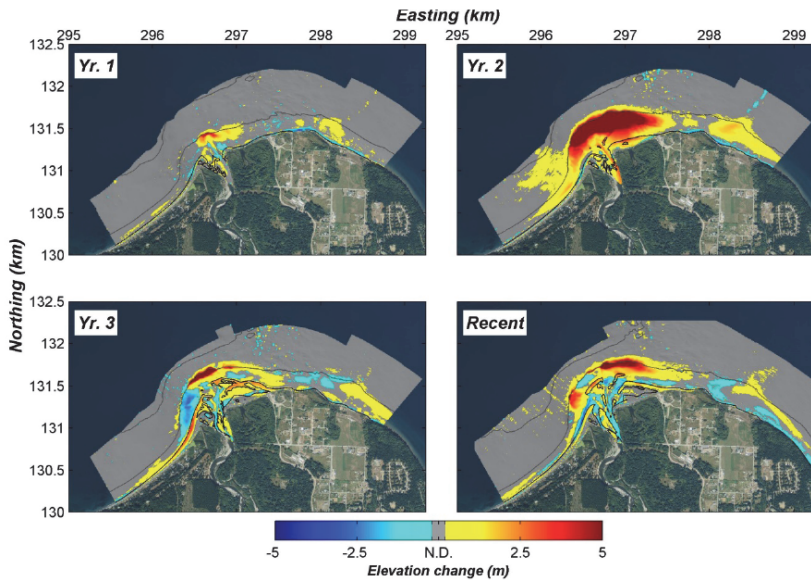 Easting (km)
295 296 297 298 299 295 296 297 298 299
132.5
Yr. 1
Yr. 2
132
131.5
131
130.5
130
Northing (km)
132.5
Yr. 3
Recent
132
131.5
131
130.5
130
-5 -2.5 N.D. 2.5 5
Elevation change (m)